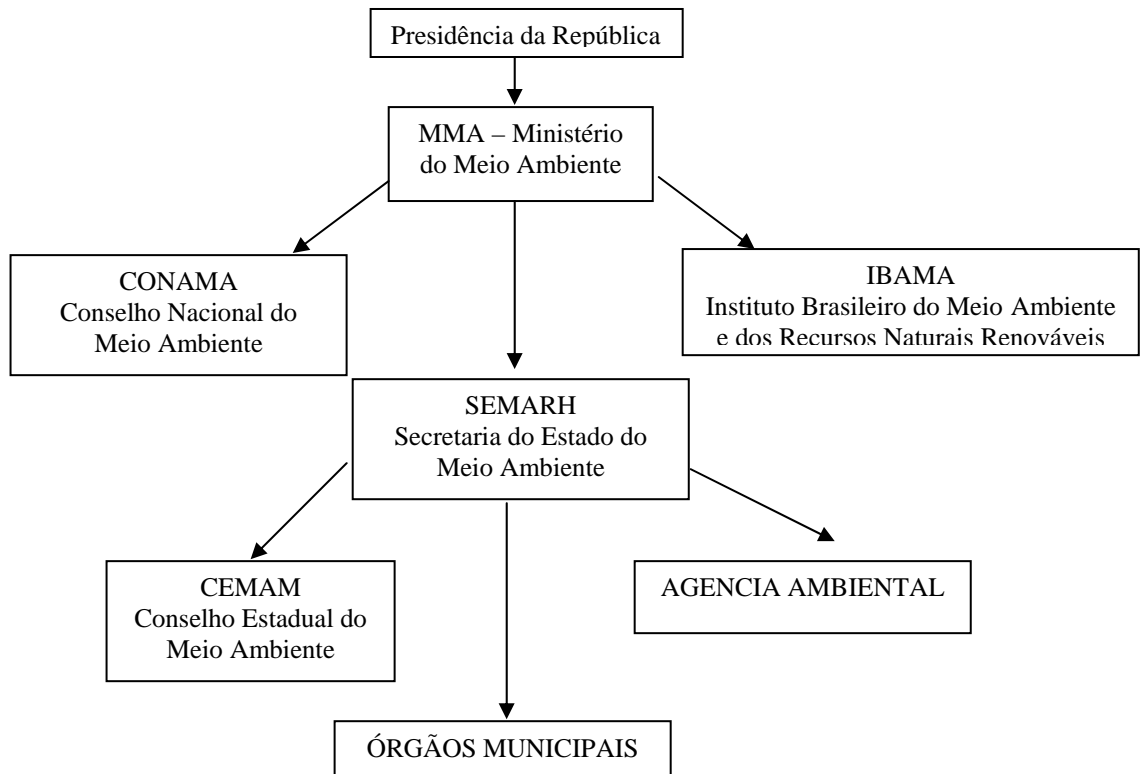 Presidência da República
MMA – Ministério
do Meio Ambiente
CONAMA
Conselho Nacional do
Meio Ambiente
IBAMA
Instituto Brasileiro do Meio Ambiente
e dos Recursos Naturais Renováveis
SEMARH
Secretaria do Estado do
Meio Ambiente
CEMAM
Conselho Estadual do
Meio Ambiente
AGENCIA AMBIENTAL
ÓRGÃOS MUNICIPAIS